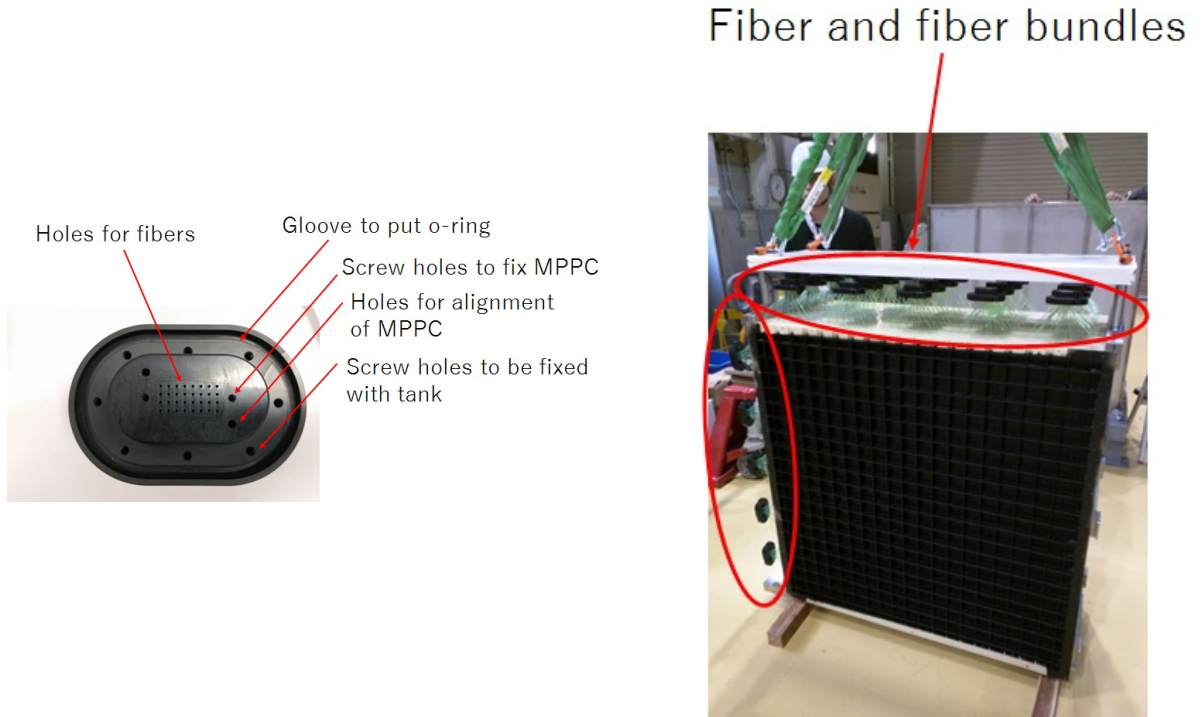 Fiber and fiber bundles
Holes for fibers
Gloove to put o-ring
Screw holes to fix MPPC
Holes for alignment
of MPPC
Screw holes to be fixed
with tank